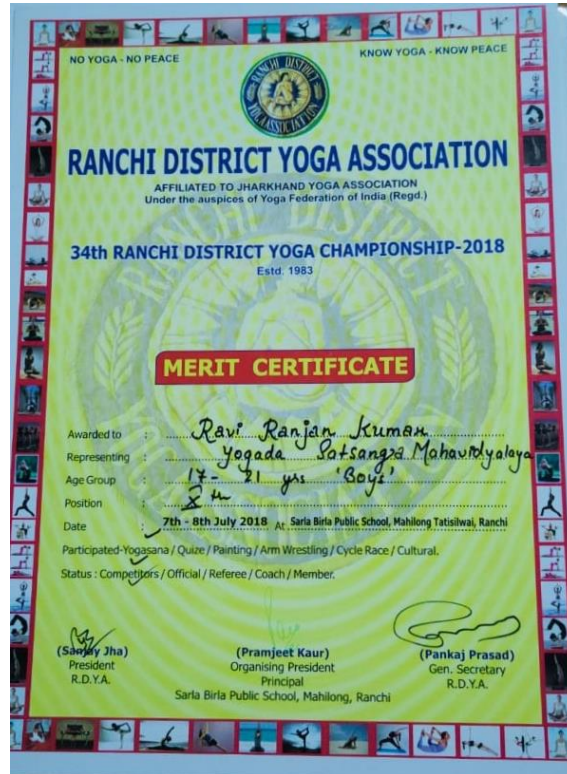 NO YOGA - NO PEACE
KNOW YOGA - KNOW PEACE
RANCHI DISTRICT
YOGA ASSOCIATION
RANCHI DISTRICT YOGA ASSOCIATION
AFFILIATED TO JHARKHAND YOGA ASSOCIATION
Under the auspices of Yoga Federation of India (Regd.)
34th RANCHI DISTRICT YOGA CHAMPIONSHIP-2018
Estd. 1983
MERIT CERTIFICATE
Awarded to : Ravi Ranjan Kumar
Representing : Yogada Satsanga Mahavidyalaya
Age Group : 17 - 21 yrs 'Boys'
Position : X th
Date : 7th - 8th July 2018 At Sarla Birla Public School, Mahilong Tatisilwai, Ranchi
Participated-Yogasana / Quize / Painting / Arm Wrestling / Cycle Race / Cultural.
Status : Competitors / Official / Referee / Coach / Member.
(Sanjay Jha)
President
R.D.Y.A.
(Pramjeet Kaur)
Organising President
Principal
Sarla Birla Public School, Mahilong, Ranchi
(Pankaj Prasad)
Gen. Secretary
R.D.Y.A.